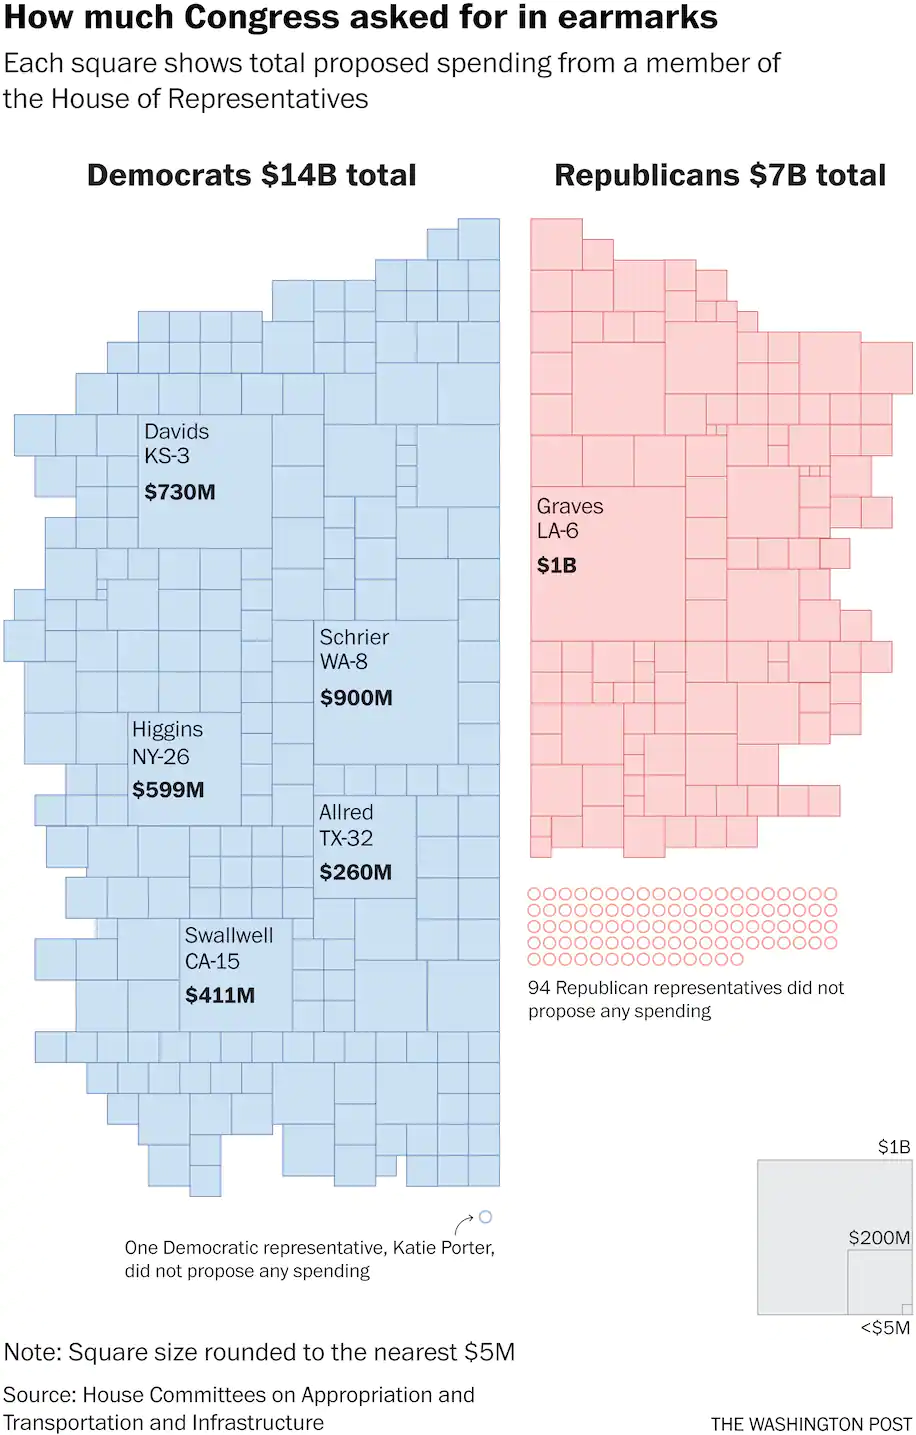 How much Congress asked for in earmarks
Each square shows total proposed spending from a member of
the House of Representatives
Democrats $14B total
Republicans $7B total
Davids
KS-3
$730M
Graves
LA-6
$1B
Schrier
WA-8
$900M
Higgins
NY-26
$599M
Allred
TX-32
$260M
Swallwell
CA-15
$411M
94 Republican representatives did not
propose any spending
$1B
$200M
<$5M
One Democratic representative, Katie Porter,
did not propose any spending
Note: Square size rounded to the nearest $5M
Source: House Committees on Appropriation and
Transportation and Infrastructure
THE WASHINGTON POST